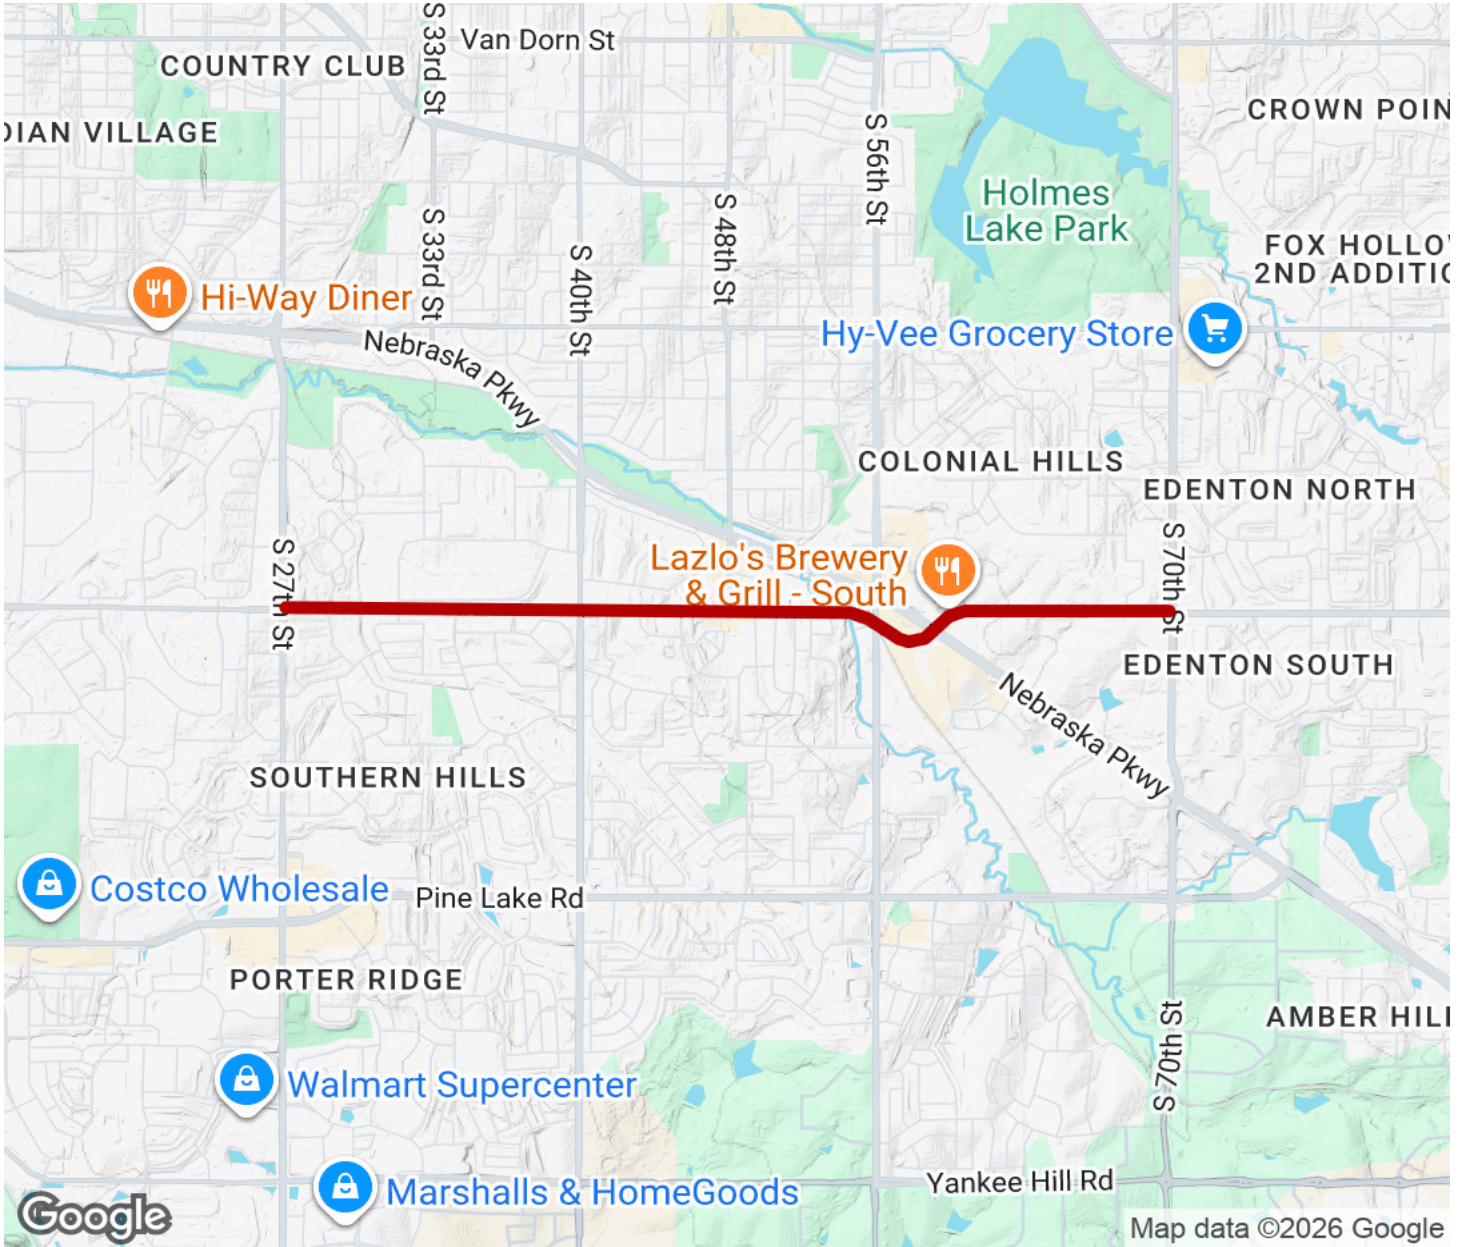 S 33rd St
Van Dorn St
COUNTRY CLUB
CROWN POIN
DIAN VILLAGE
S 56th St
Holmes
Lake Park
S 33rd St
S 48th St
S 40th St
FOX HOLLO
2ND ADDITIO
Hi-Way Diner
Hy-Vee Grocery Store
Nebraska Pkwy
COLONIAL HILLS
EDENTON NORTH
S 27th St
S 70th St
Lazlo's Brewery
& Grill - South
EDENTON SOUTH
Nebraska Pkwy
SOUTHERN HILLS
Costco Wholesale
Pine Lake Rd
PORTER RIDGE
S 70th St
AMBER HILL
Walmart Supercenter
Marshalls & HomeGoods
Yankee Hill Rd
Google
Map data ©2026 Google